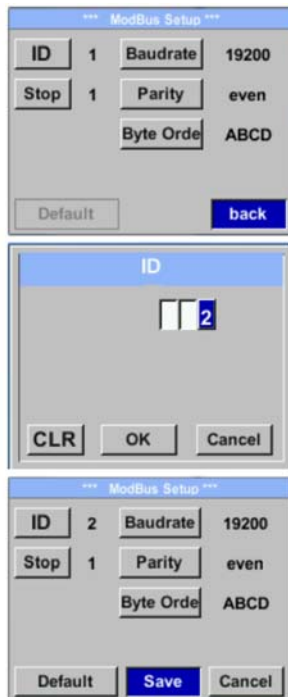 *** ModBus Setup ***
ID 1 Baudrate 19200
Stop 1 Parity even
Byte Orde ABCD
Default back
ID
2
CLR OK Cancel
*** ModBus Setup ***
ID 2 Baudrate 19200
Stop 1 Parity even
Byte Orde ABCD
Default Save Cancel